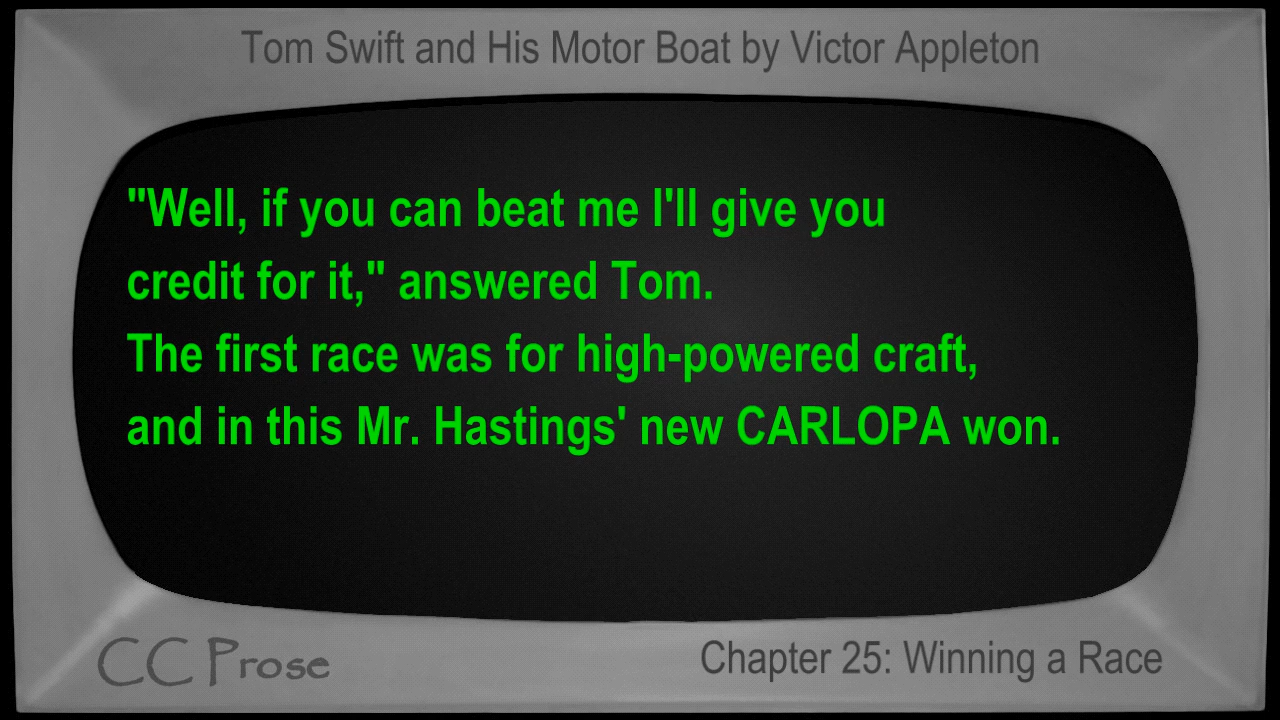 Tom Swift and His Motor Boat by Victor Appleton
"Well, if you can beat me I'll give you
credit for it," answered Tom.
The first race was for high-powered craft,
and in this Mr. Hastings' new CARLOPA won.
CC Prose
Chapter 25: Winning a Race